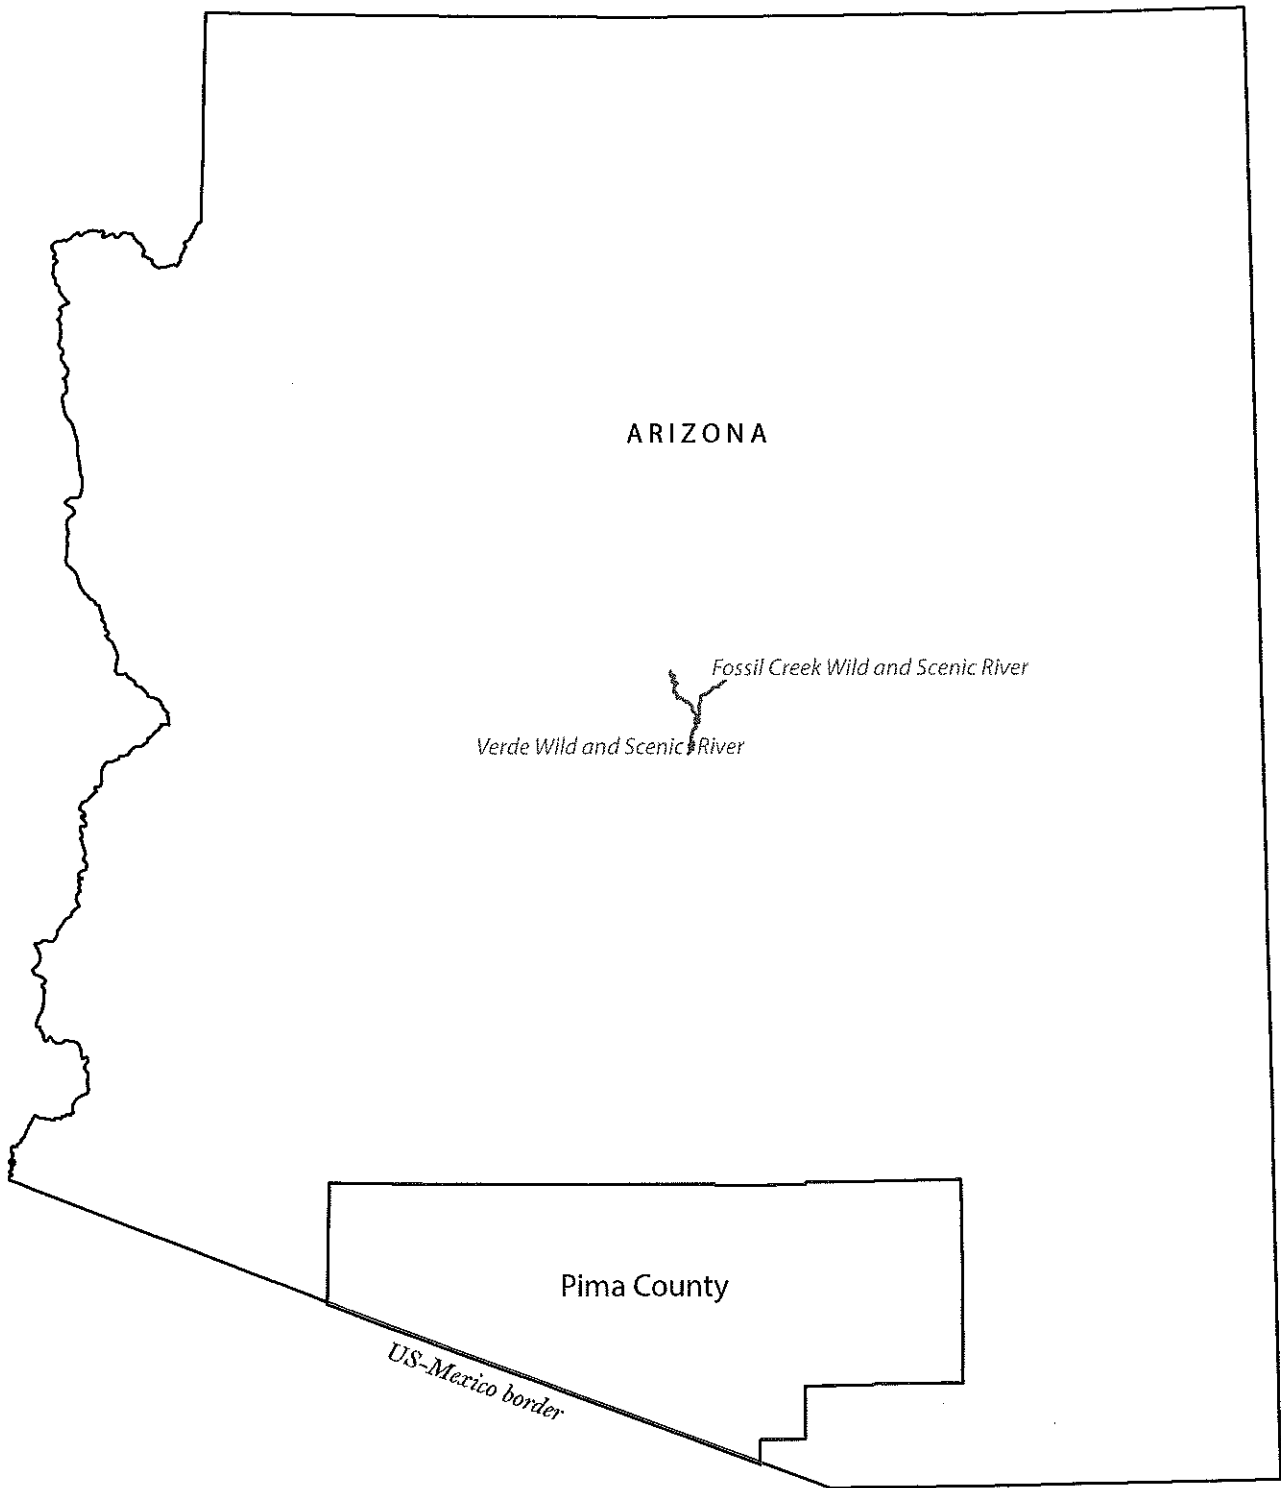 ARIZONA
Fossil Creek Wild and Scenic River
Verde Wild and Scenic River
Pima County
US-Mexico border